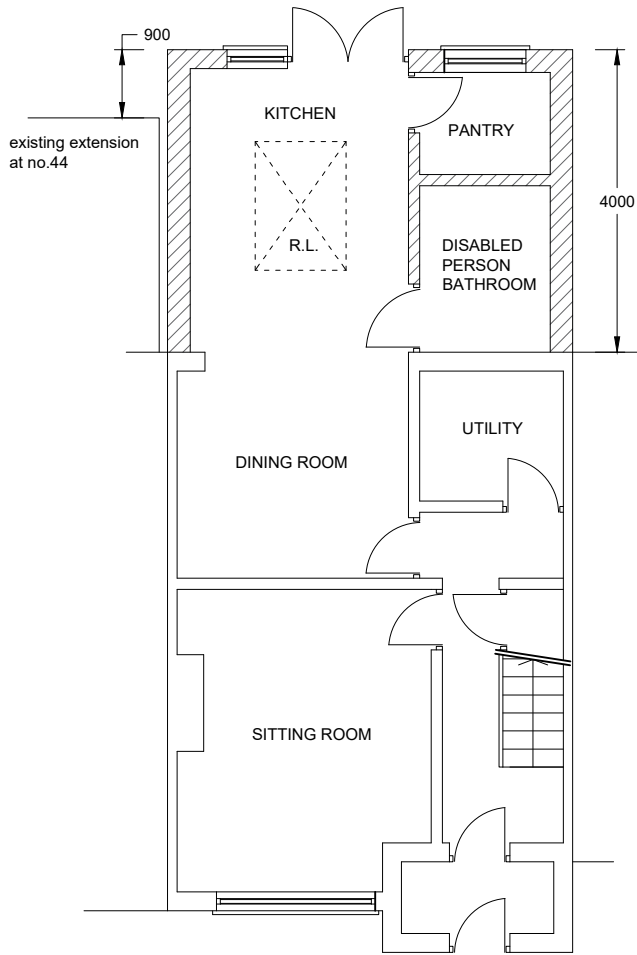 900
KITCHEN
existing extension
at no.44
PANTRY
4000
R.L.
DISABLED
PERSON
BATHROOM
UTILITY
DINING ROOM
SITTING ROOM